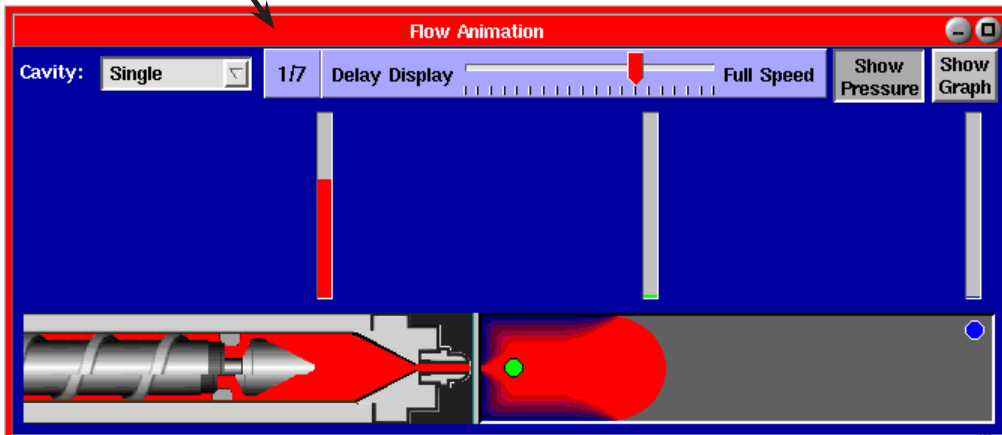 Flow Animation
Cavity: Single 1/7 Delay Display Full Speed Show Pressure Show Graph